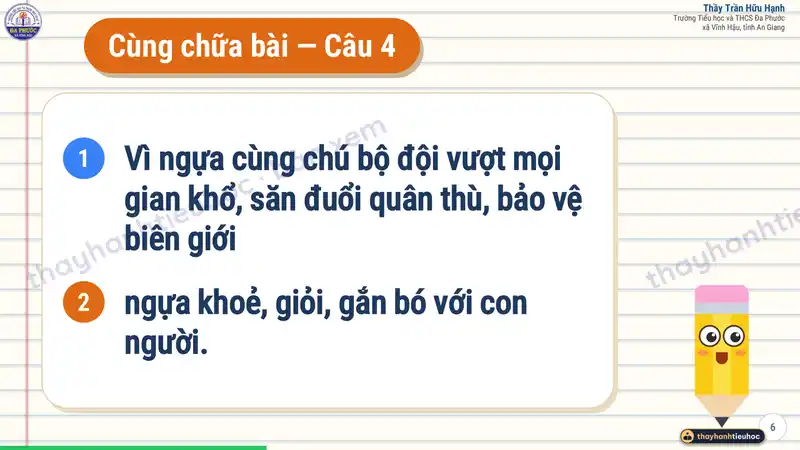 Thầy Trần Hữu Hạnh
Trường Tiểu học và THCS Đa Phước
xã Vĩnh Hậu, tỉnh An Giang
ĐA PHƯỚC
Cùng chữa bài – Câu 4
1 Vì ngựa cùng chú bộ đội vượt mọi
gian khổ, săn đuổi quân thù, bảo vệ
biên giới
2 ngựa khoẻ, giỏi, gắn bó với con
người.
6
thayhanhtieuhoc